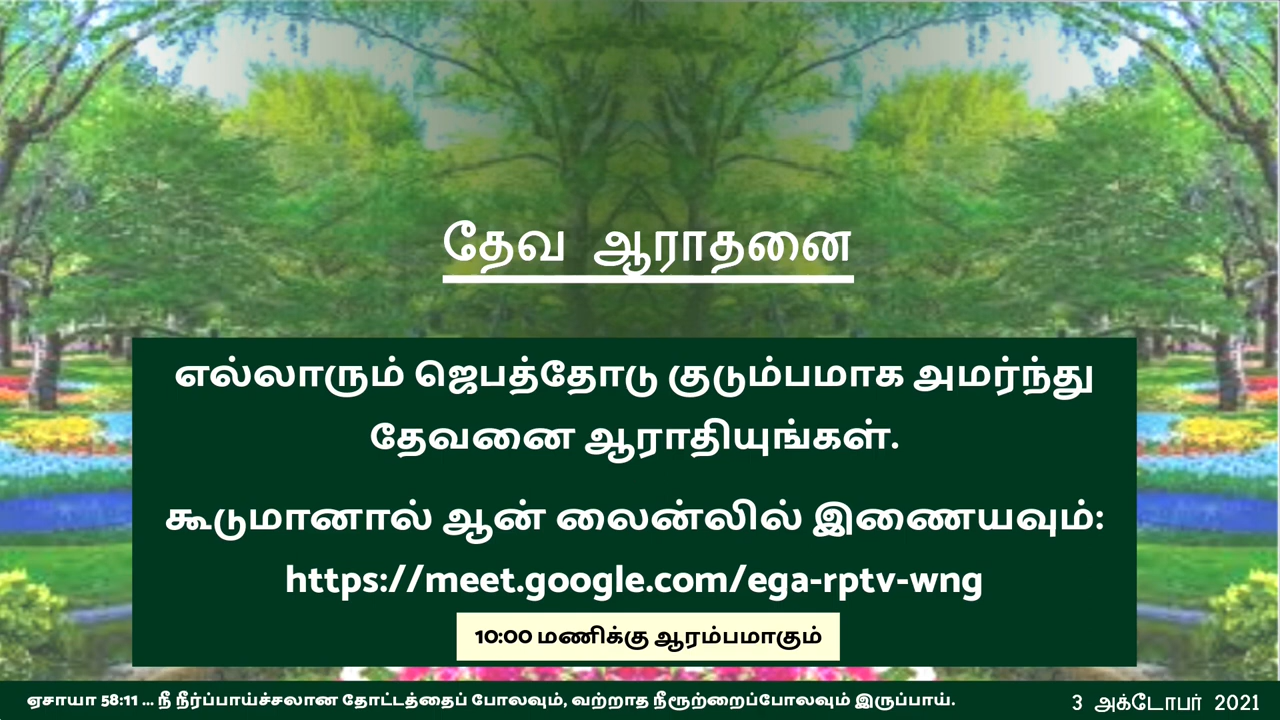 தேவ ஆராதனை
எல்லாரும் ஜெபத்தோடு குடும்பமாக அமர்ந்து
தேவனை ஆராதியுங்கள்.
கூடுமானால் ஆன் லைன்லில் இணையவும்:
https://meet.google.com/ega-rptv-wng
10:00 மணிக்கு ஆரம்பமாகும்
ஏசாயா 58:11 ... நீ நீர்ப்பாய்ச்சலான தோட்டத்தைப் போலவும், வற்றாத நீரூற்றைப்போலவும் இருப்பாய்.
3 அக்டோபர் 2021